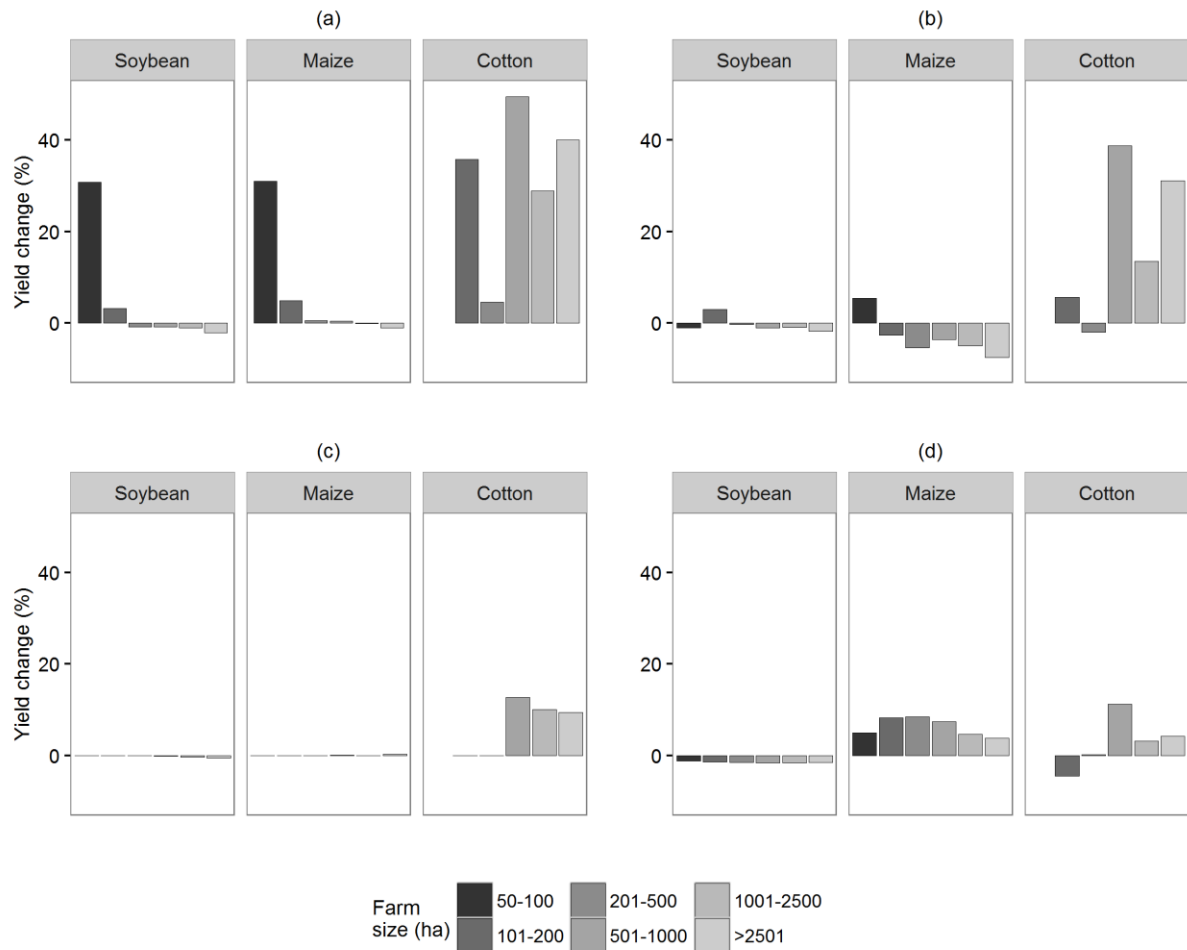 (a)
Soybean Maize Cotton
Yield change (%)
40
20
0
(b)
Soybean Maize Cotton
40
20
0
(c)
Soybean Maize Cotton
Yield change (%)
40
20
0
(d)
Soybean Maize Cotton
40
20
0
Farm
size (ha)
50-100 201-500 1001-2500
101-200 501-1000 >2501